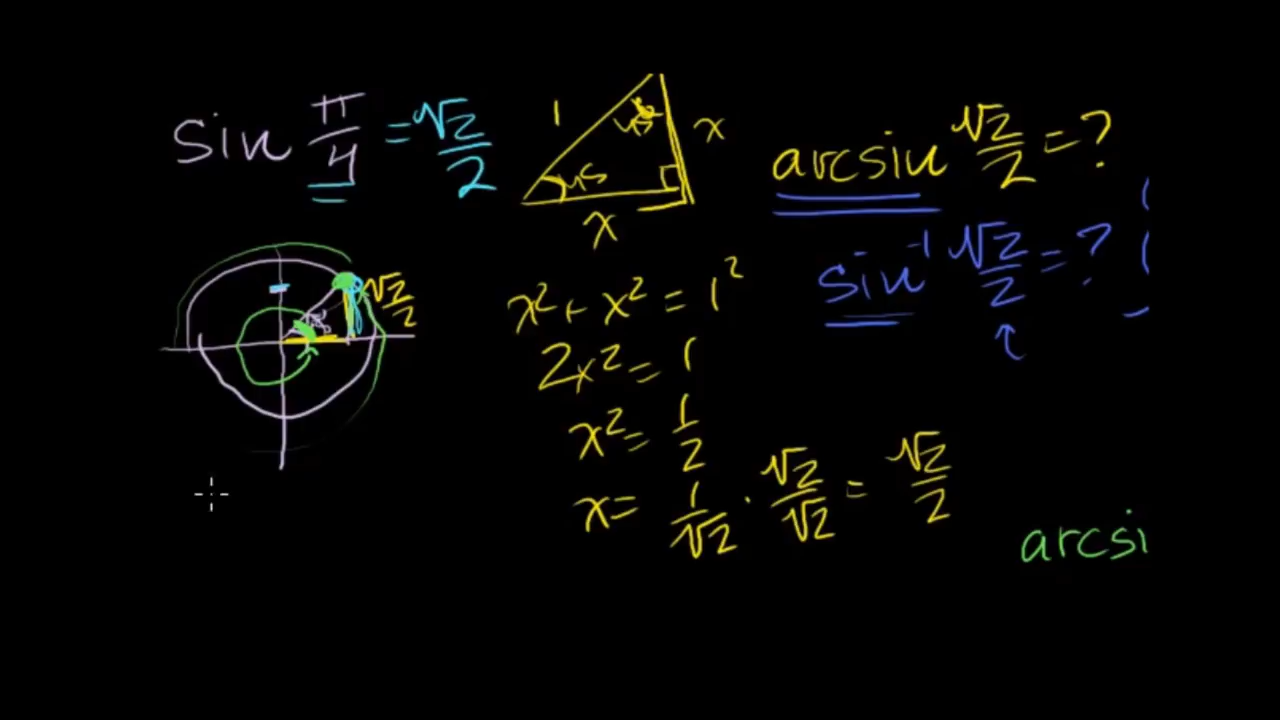 sin π/4 = √2/2
1
45
45
x
x
arcsin √2/2 = ?
sin⁻¹ √2/2 = ?
√2/2
x² + x² = 1²
2x² = 1
x² = 1/2
x = 1/√2 · √2/√2 = √2/2
arcsi